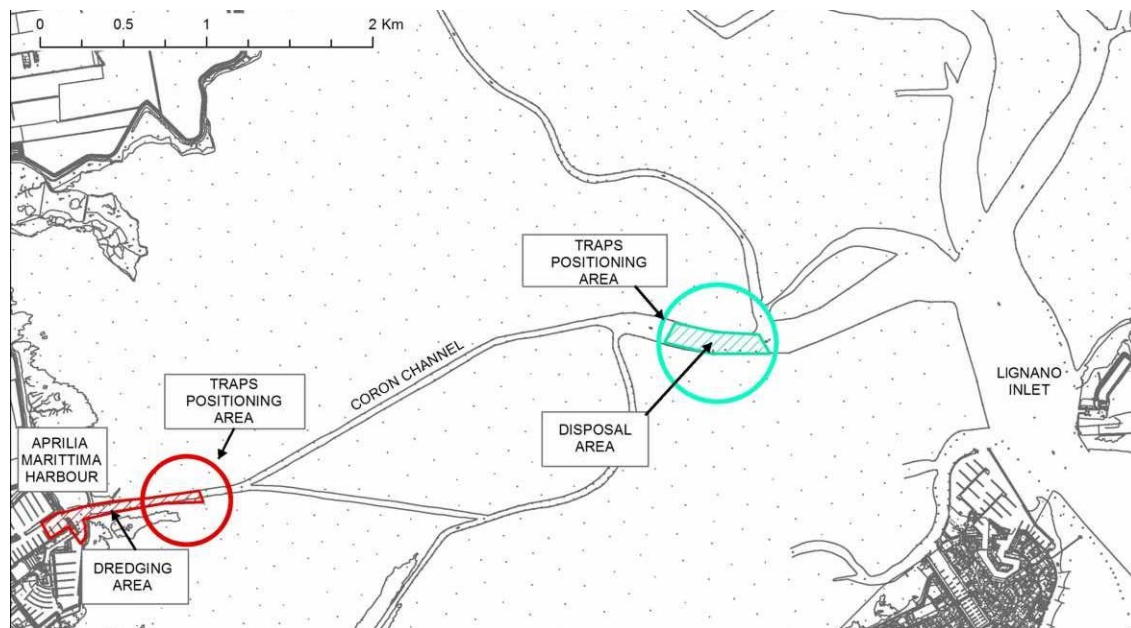 0 0.5 1 2 Km
TRAPS
POSITIONING
AREA
CORON CHANNEL
LIGNANO
INLET
TRAPS
POSITIONING
AREA
DISPOSAL
AREA
APRILIA
MARITTIMA
HARBOUR
DREDGING
AREA